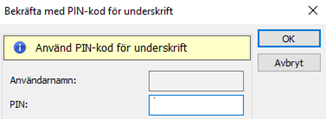 Bekräfta med PIN-kod för underskrift
Använd PIN-kod för underskrift
OK
Avbryt
Användarnamn:
PIN: